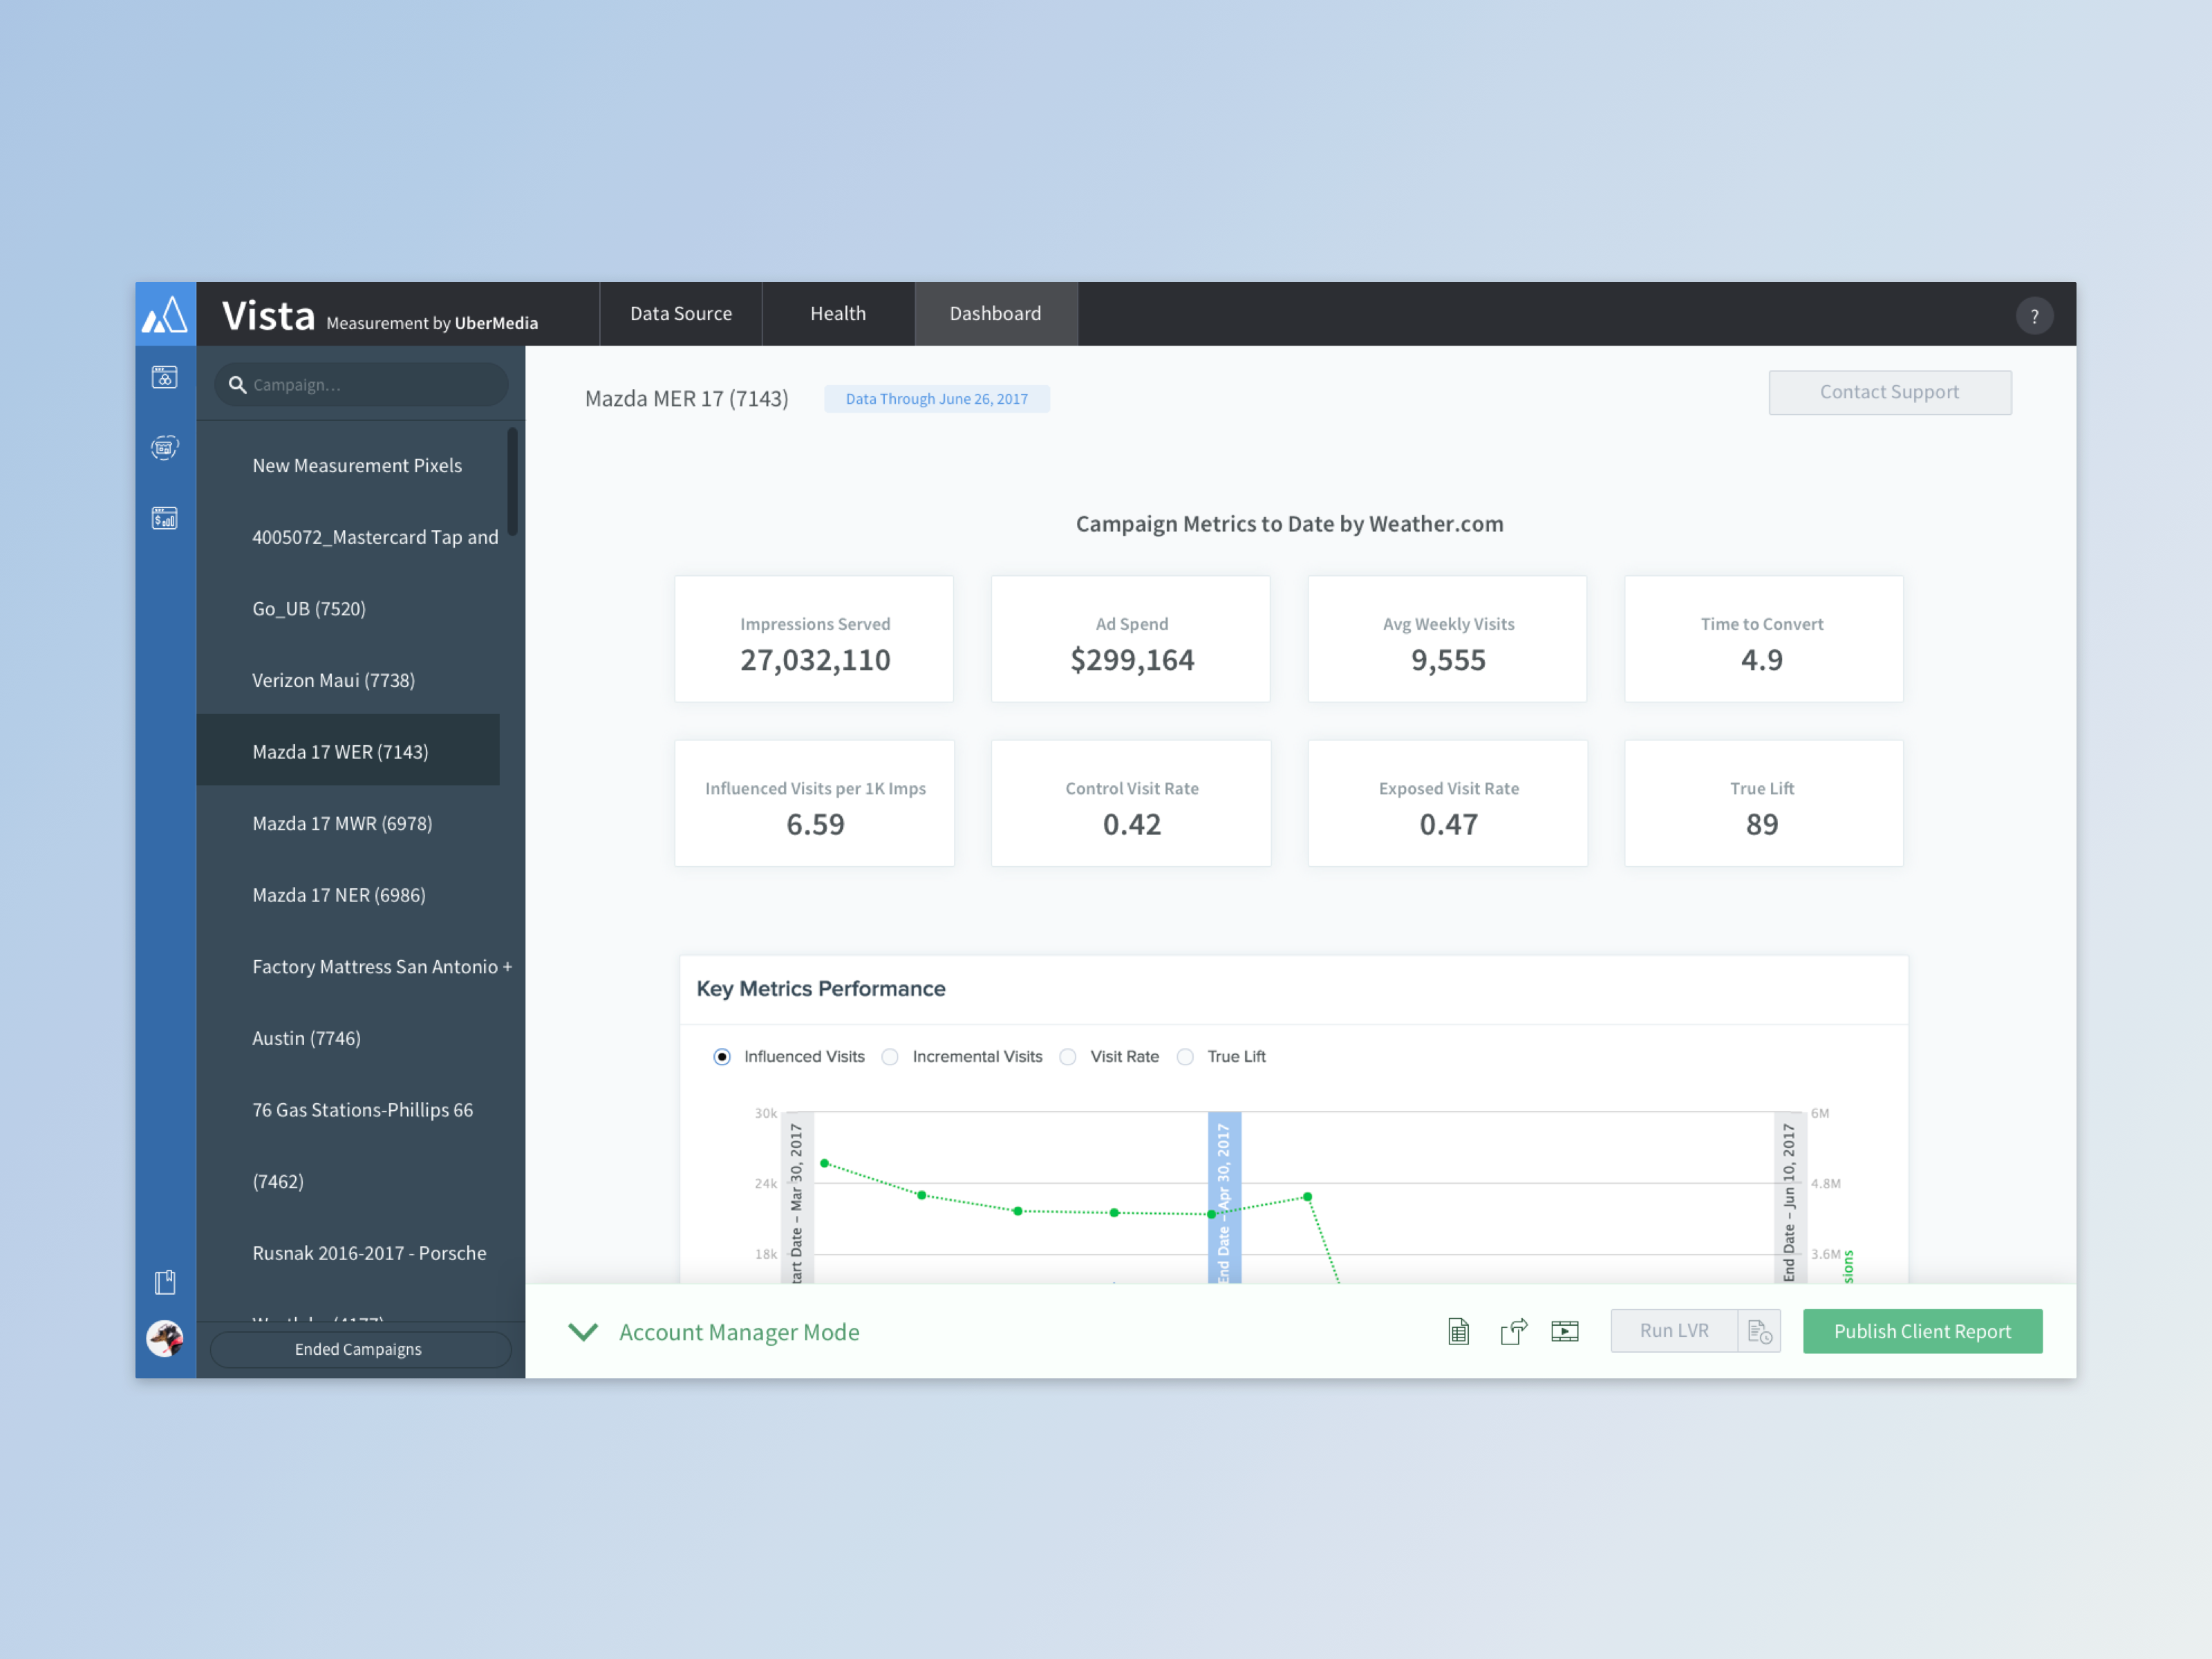 Vista Measurement by UberMedia
Data Source
Health
Dashboard
?
Campaign...
New Measurement Pixels
4005072_Mastercard Tap and
Go_UB (7520)
Verizon Maui (7738)
Mazda 17 WER (7143)
Mazda 17 MWR (6978)
Mazda 17 NER (6986)
Factory Mattress San Antonio +
Austin (7746)
76 Gas Stations-Phillips 66
(7462)
Rusnak 2016-2017 - Porsche
Ended Campaigns
Mazda MER 17 (7143)
Data Through June 26, 2017
Contact Support
Campaign Metrics to Date by Weather.com
Impressions Served
27,032,110
Ad Spend
$299,164
Avg Weekly Visits
9,555
Time to Convert
4.9
Influenced Visits per 1K Imps
6.59
Control Visit Rate
0.42
Exposed Visit Rate
0.47
True Lift
89
Key Metrics Performance
Influenced Visits
Incremental Visits
Visit Rate
True Lift
30k
24k
18k
tart Date – Mar 30, 2017
End Date – Apr 30, 2017
End Date – Jun 10, 2017
6M
4.8M
3.6M
sions
Account Manager Mode
Run LVR
Publish Client Report